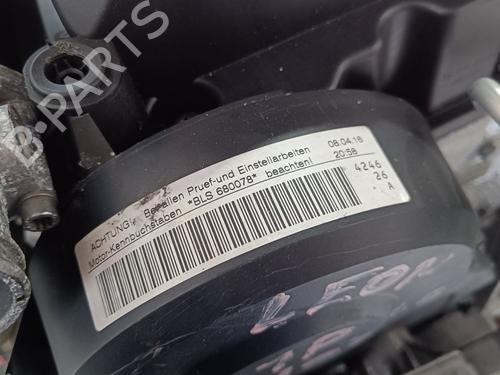 B-PARTS
ACHTUNG! Bei allen Pruef-und Einstellarbeiten 08.04.16
Motor-Kennbuchstaben *BLS 680078* beachten! 20:58
4246
26
A
LEON